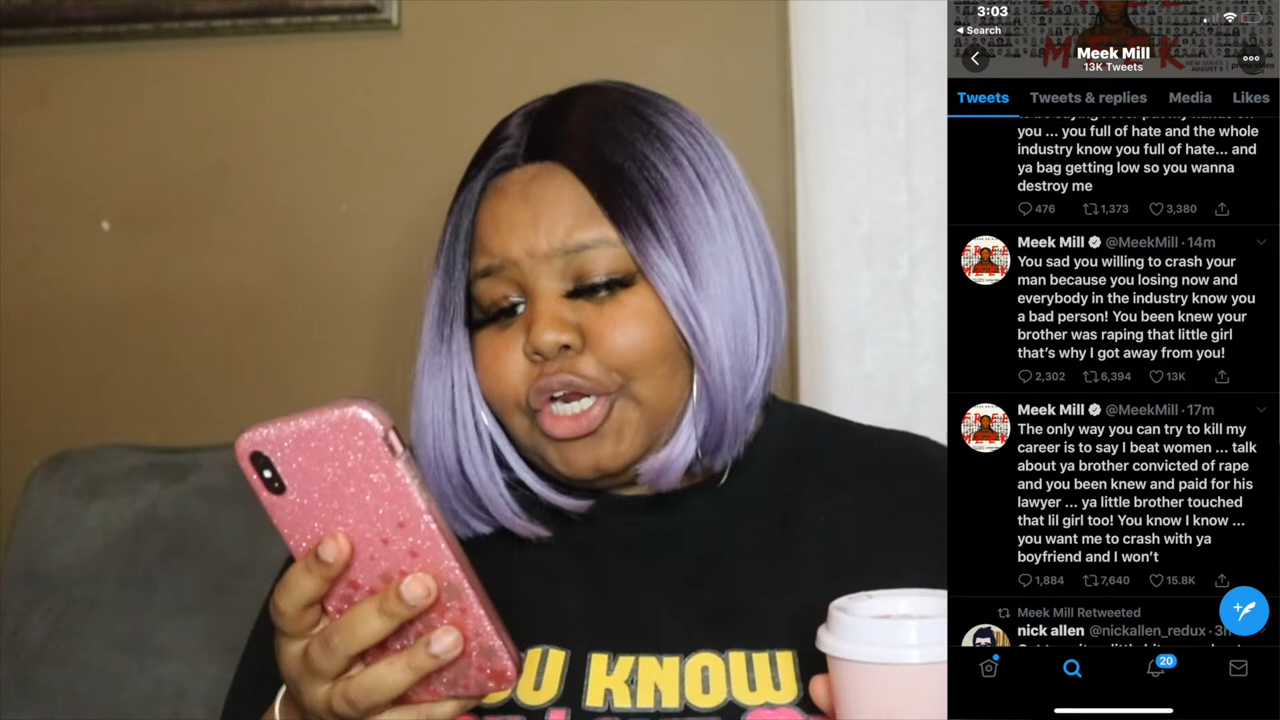 3:03
Search
Meek Mill
13K Tweets
NEW SERIES
AUGUST 9
Tweets Tweets & replies Media Likes
you ... you full of hate and the whole
industry know you full of hate... and
ya bag getting low so you wanna
destroy me
476 1,373 3,380
Meek Mill @MeekMill · 14m
You sad you willing to crash your
man because you losing now and
everybody in the industry know you
a bad person! You been knew your
brother was raping that little girl
that's why I got away from you!
2,302 6,394 13K
Meek Mill @MeekMill · 17m
The only way you can try to kill my
career is to say I beat women ... talk
about ya brother convicted of rape
and you been knew and paid for his
lawyer ... ya little brother touched
that lil girl too! You know I know ...
you want me to crash with ya
boyfriend and I won't
1,884 7,640 15.8K
Meek Mill Retweeted
nick allen @nickallen_redux · 3h
20
OU KNOW